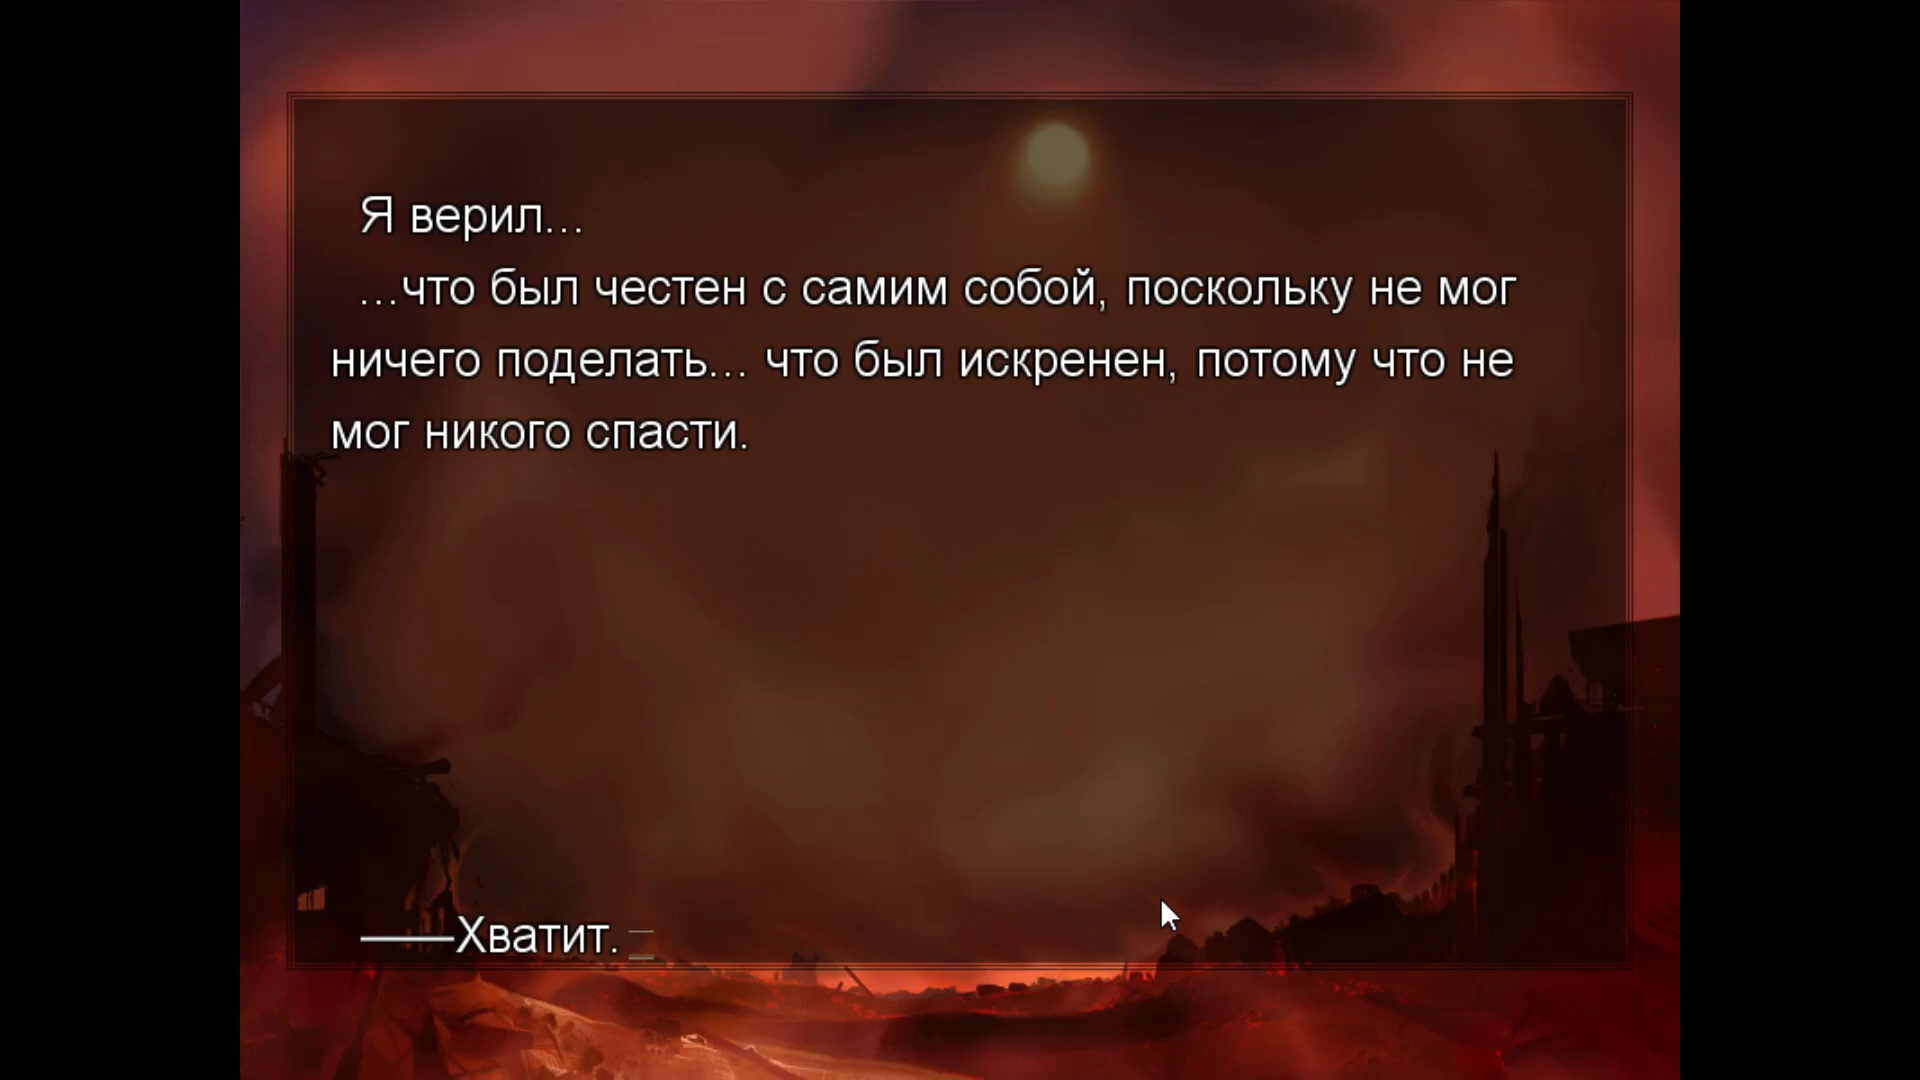 Я верил...
...что был честен с самим собой, поскольку не мог
ничего поделать... что был искренен, потому что не
мог никого спасти.
——Хватит.